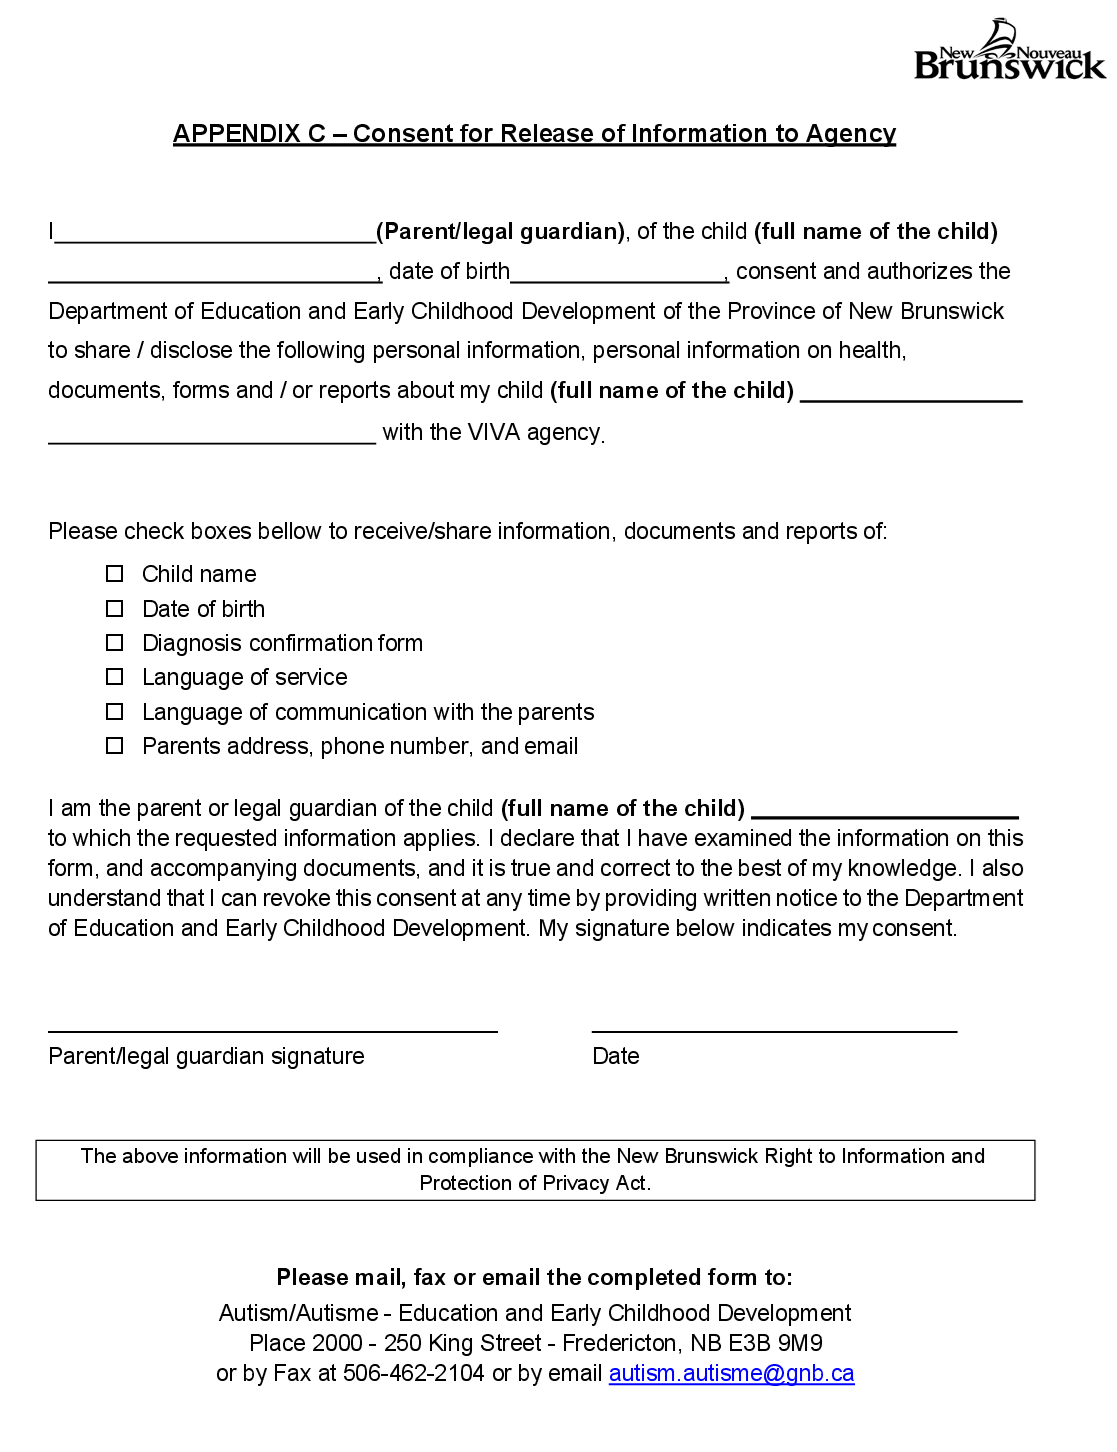 New Nouveau
Brunswick
APPENDIX C – Consent for Release of Information to Agency
I__________________________(Parent/legal guardian), of the child (full name of the child)
___________________________, date of birth__________________, consent and authorizes the
Department of Education and Early Childhood Development of the Province of New Brunswick
to share / disclose the following personal information, personal information on health,
documents, forms and / or reports about my child (full name of the child) __________________
___________________________ with the VIVA agency.
Please check boxes bellow to receive/share information, documents and reports of:
☐ Child name
☐ Date of birth
☐ Diagnosis confirmation form
☐ Language of service
☐ Language of communication with the parents
☐ Parents address, phone number, and email
I am the parent or legal guardian of the child (full name of the child) ______________________
to which the requested information applies. I declare that I have examined the information on this
form, and accompanying documents, and it is true and correct to the best of my knowledge. I also
understand that I can revoke this consent at any time by providing written notice to the Department
of Education and Early Childhood Development. My signature below indicates my consent.
Parent/legal guardian signature Date
The above information will be used in compliance with the New Brunswick Right to Information and
Protection of Privacy Act.
Please mail, fax or email the completed form to:
Autism/Autisme - Education and Early Childhood Development
Place 2000 - 250 King Street - Fredericton, NB E3B 9M9
or by Fax at 506-462-2104 or by email autism.autisme@gnb.ca